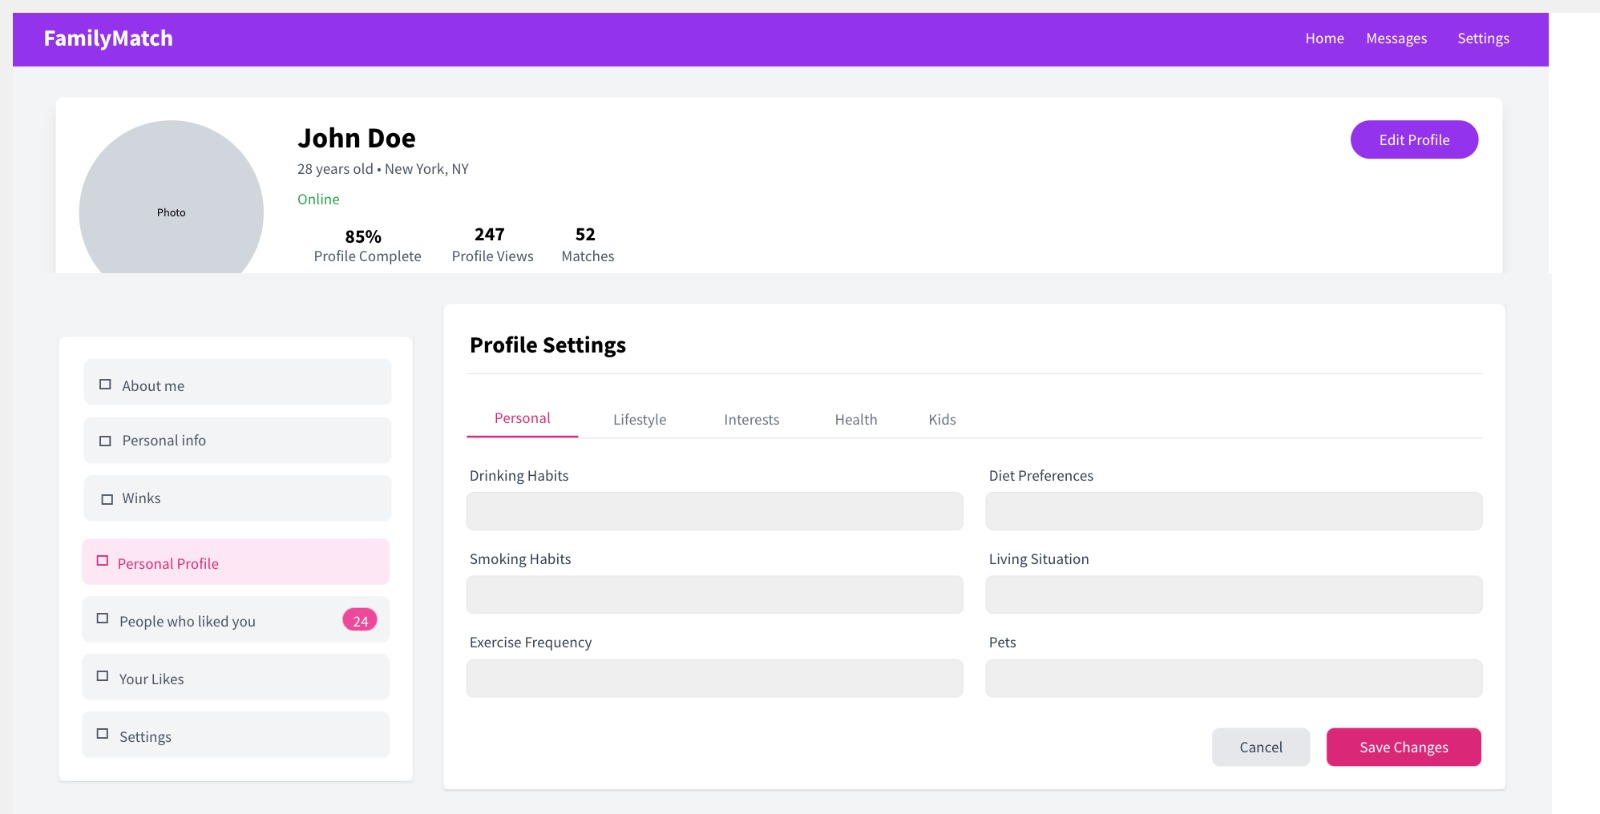 FamilyMatch
Home Messages Settings
John Doe
Edit Profile
28 years old • New York, NY
Online
Photo
85% 247 52
Profile Complete Profile Views Matches
Profile Settings
About me
Personal info
Winks
Personal Profile
People who liked you 24
Your Likes
Settings
Personal Lifestyle Interests Health Kids
Drinking Habits Diet Preferences
Smoking Habits Living Situation
Exercise Frequency Pets
Cancel Save Changes